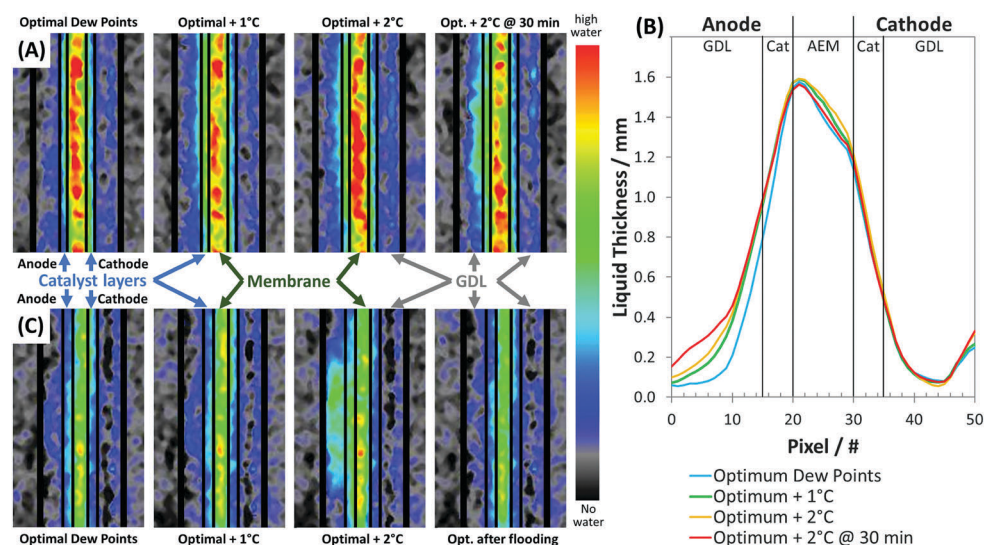 Optimal Dew Points Optimal + 1°C Optimal + 2°C Opt. + 2°C @ 30 min high water
(A)
Anode Cathode
Catalyst layers Membrane GDL
Anode Cathode
(C)
No water
Optimal Dew Points Optimal + 1°C Optimal + 2°C Opt. after flooding
(B) Anode Cathode
GDL Cat AEM Cat GDL
Liquid Thickness / mm
1.6
1.4
1.2
1.0
0.8
0.6
0.4
0.2
0.0
0 10 20 30 40 50
Pixel / #
Optimum Dew Points
Optimum + 1°C
Optimum + 2°C
Optimum + 2°C @ 30 min